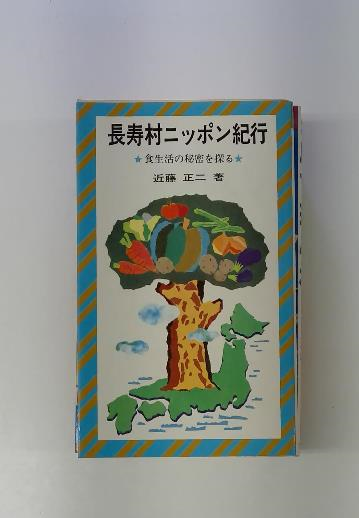 長寿村ニッポン紀行
★食生活の秘密を探る★
近藤 正二 著